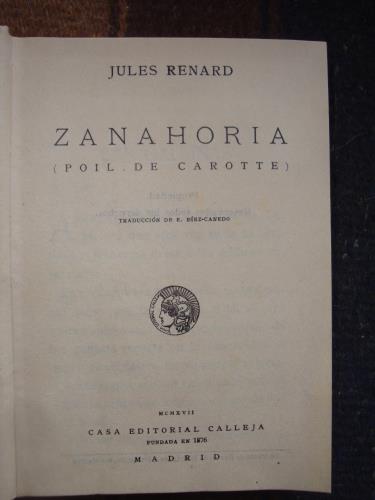 JULES RENARD
ZANAHORIA
(POIL DE CAROTTE)
TRADUCCIÓN DE E. DÍEZ-CANEDO
MCMXVII
CASA EDITORIAL CALLEJA
FUNDADA EN 1876
MADRID